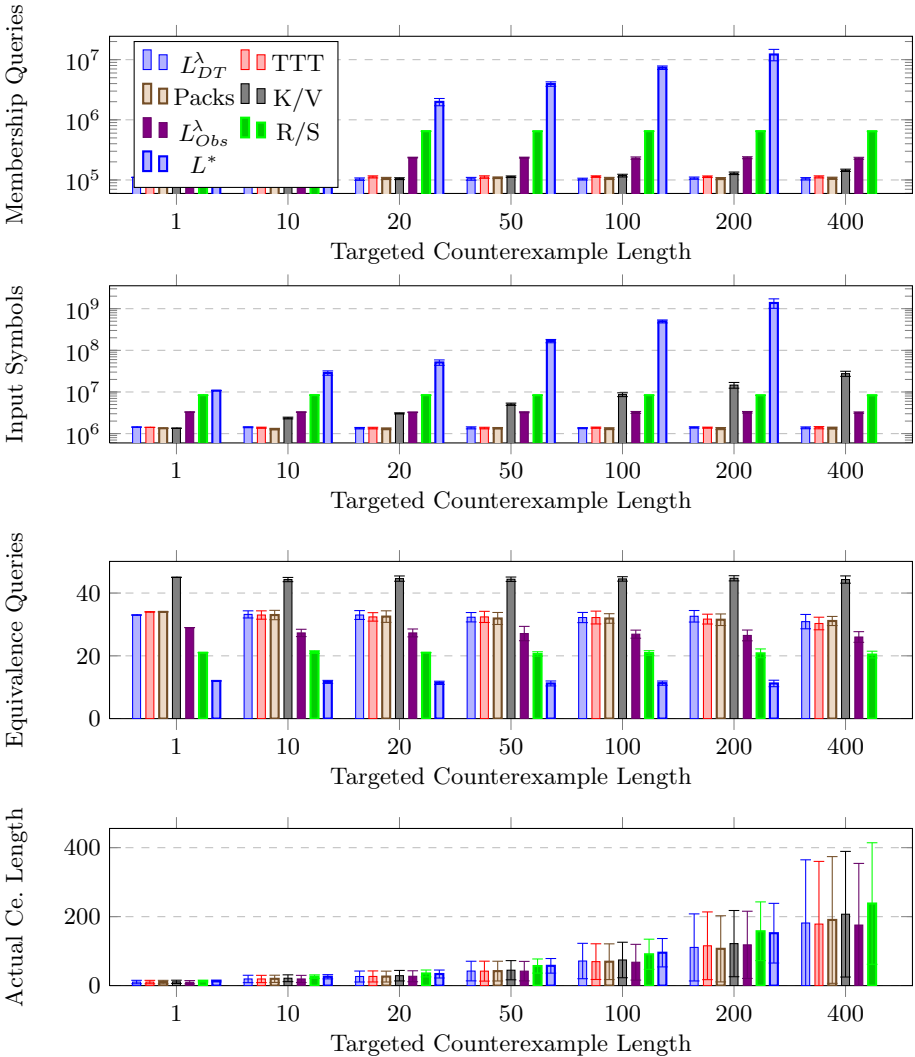 Membership Queries
10^7
10^6
10^5
L^λ_DT TTT
Packs K/V
L^λ_Obs R/S
L*
1 10 20 50 100 200 400
Targeted Counterexample Length
Input Symbols
10^9
10^8
10^7
10^6
1 10 20 50 100 200 400
Targeted Counterexample Length
Equivalence Queries
40
20
0
1 10 20 50 100 200 400
Targeted Counterexample Length
Actual Ce. Length
400
200
0
1 10 20 50 100 200 400
Targeted Counterexample Length